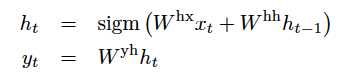 h_t = sigm (W^{hx} x_t + W^{hh} h_{t−1})
y_t = W^{yh} h_t